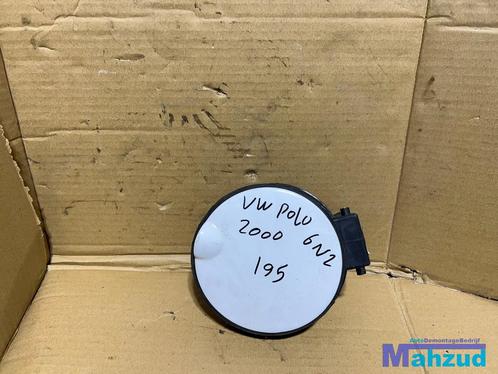 VW POLO
2000 6N2
195
AutoDemontageBedrijf
Mahzud